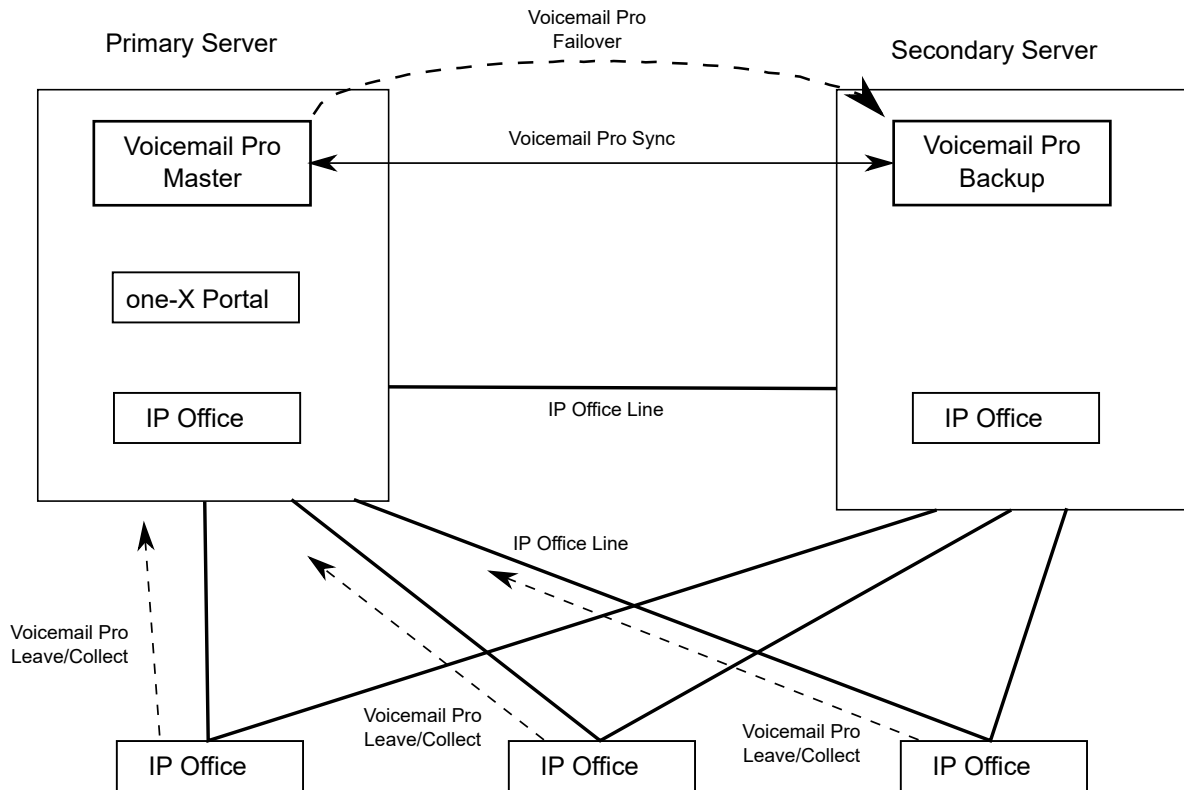 Voicemail Pro
Failover
Primary Server
Secondary Server
Voicemail Pro
Master
Voicemail Pro Sync
Voicemail Pro
Backup
one-X Portal
IP Office
IP Office Line
IP Office
IP Office Line
Voicemail Pro
Leave/Collect
Voicemail Pro
Leave/Collect
Voicemail Pro
Leave/Collect
IP Office
IP Office
IP Office